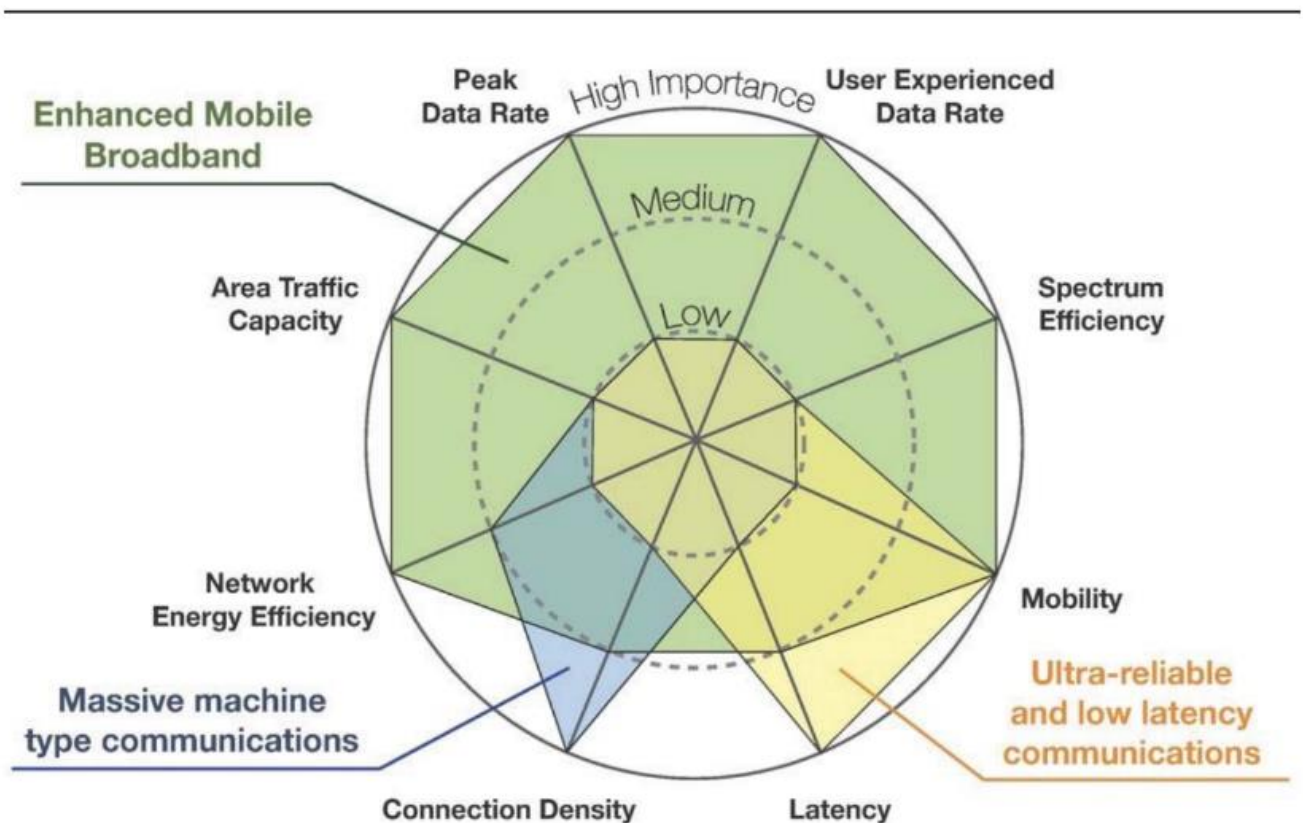 Peak
Data Rate
High Importance
User Experienced
Data Rate
Enhanced Mobile
Broadband
Medium
Area Traffic
Capacity
Low
Spectrum
Efficiency
Network
Energy Efficiency
Mobility
Massive machine
type communications
Ultra-reliable
and low latency
communications
Connection Density
Latency